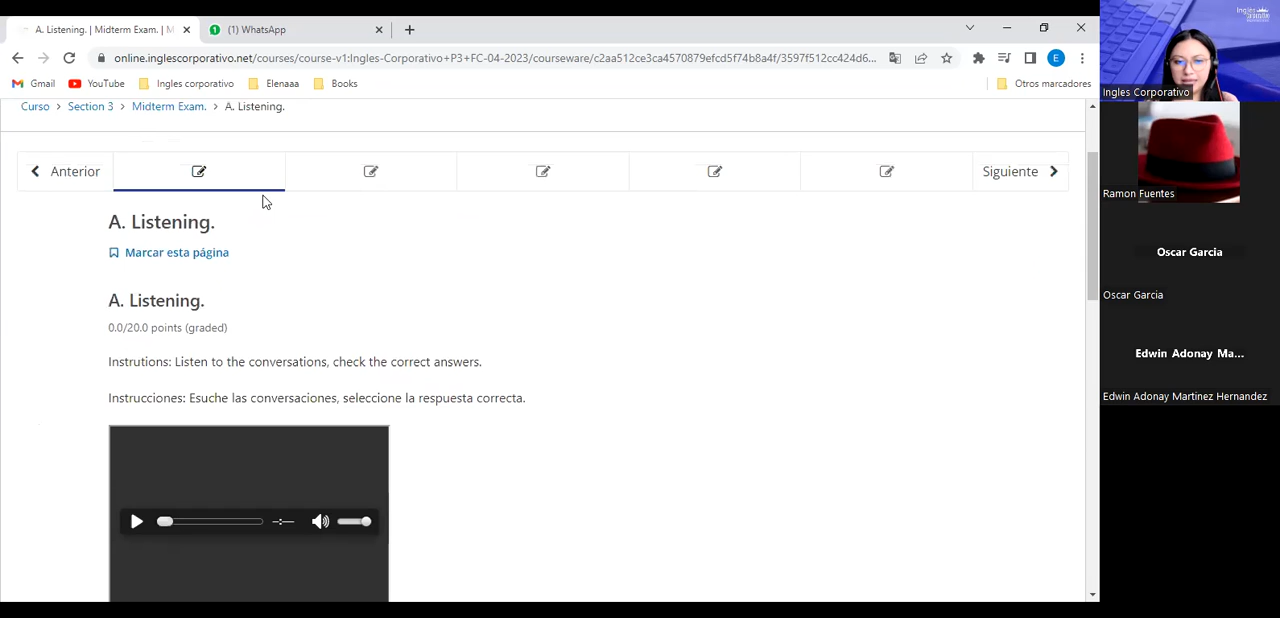 A. Listening. | Midterm Exam. | M
(1) WhatsApp
online.inglescorporativo.net/courses/course-v1:Ingles-Corporativo+P3+FC-04-2023/courseware/c2aa512ce3ca4570879efcd5f74b8a4f/3597f512cc424d6...
E
Gmail
YouTube
Ingles corporativo
Elenaaa
Books
Otros marcadores
Curso > Section 3 > Midterm Exam. > A. Listening.
Anterior
Siguiente
A. Listening.
Marcar esta página
A. Listening.
0.0/20.0 points (graded)
Instrutions: Listen to the conversations, check the correct answers.
Instrucciones: Esuche las conversaciones, seleccione la respuesta correcta.
-:--
Ingles Corporativo
Ramon Fuentes
Oscar Garcia
Oscar Garcia
Edwin Adonay Ma...
Edwin Adonay Martinez Hernandez